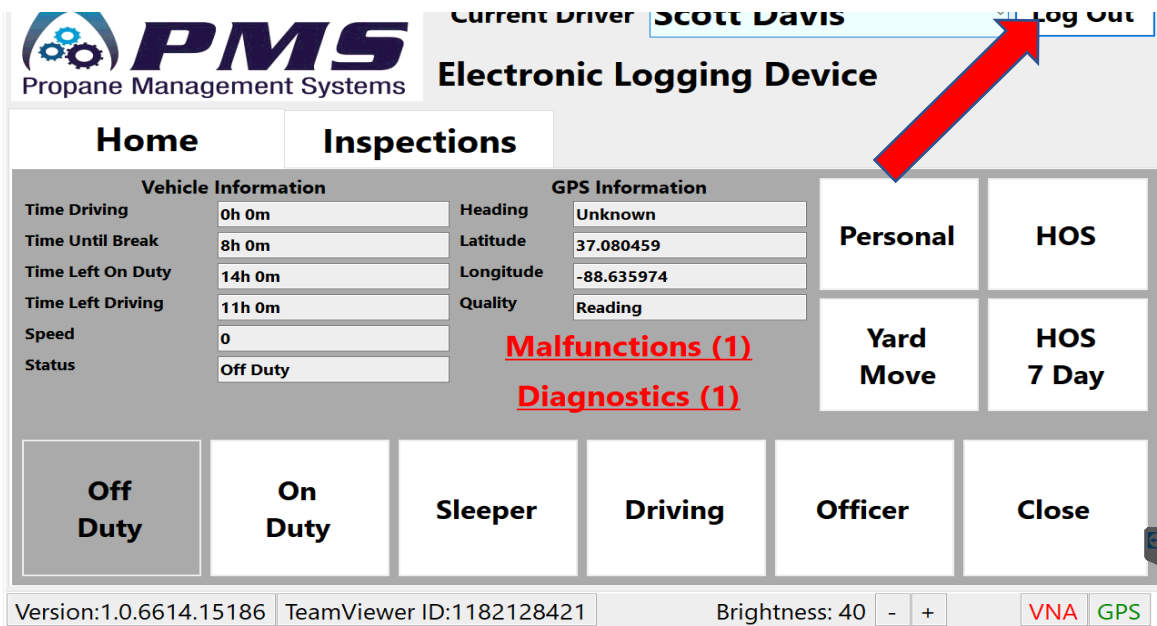 Current Driver Scott Davis Log Out
PMS
Propane Management Systems
Electronic Logging Device
Home Inspections
Vehicle Information GPS Information
Time Driving 0h 0m Heading Unknown
Time Until Break 8h 0m Latitude 37.080459
Time Left On Duty 14h 0m Longitude -88.635974
Time Left Driving 11h 0m Quality Reading
Speed 0
Status Off Duty
Malfunctions (1)
Diagnostics (1)
Personal HOS
Yard Move HOS 7 Day
Off Duty On Duty Sleeper Driving Officer Close
Version:1.0.6614.15186 TeamViewer ID:1182128421 Brightness: 40 - + VNA GPS